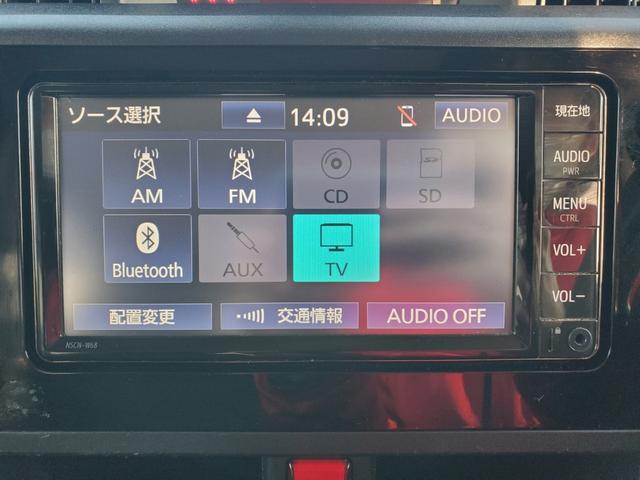 ソース選択
14:09
AUDIO
現在地
AM
FM
CD
SD
AUDIO
PWR
MENU
CTRL
Bluetooth
AUX
TV
VOL+
配置変更
交通情報
AUDIO OFF
VOL−
NSCN-W68